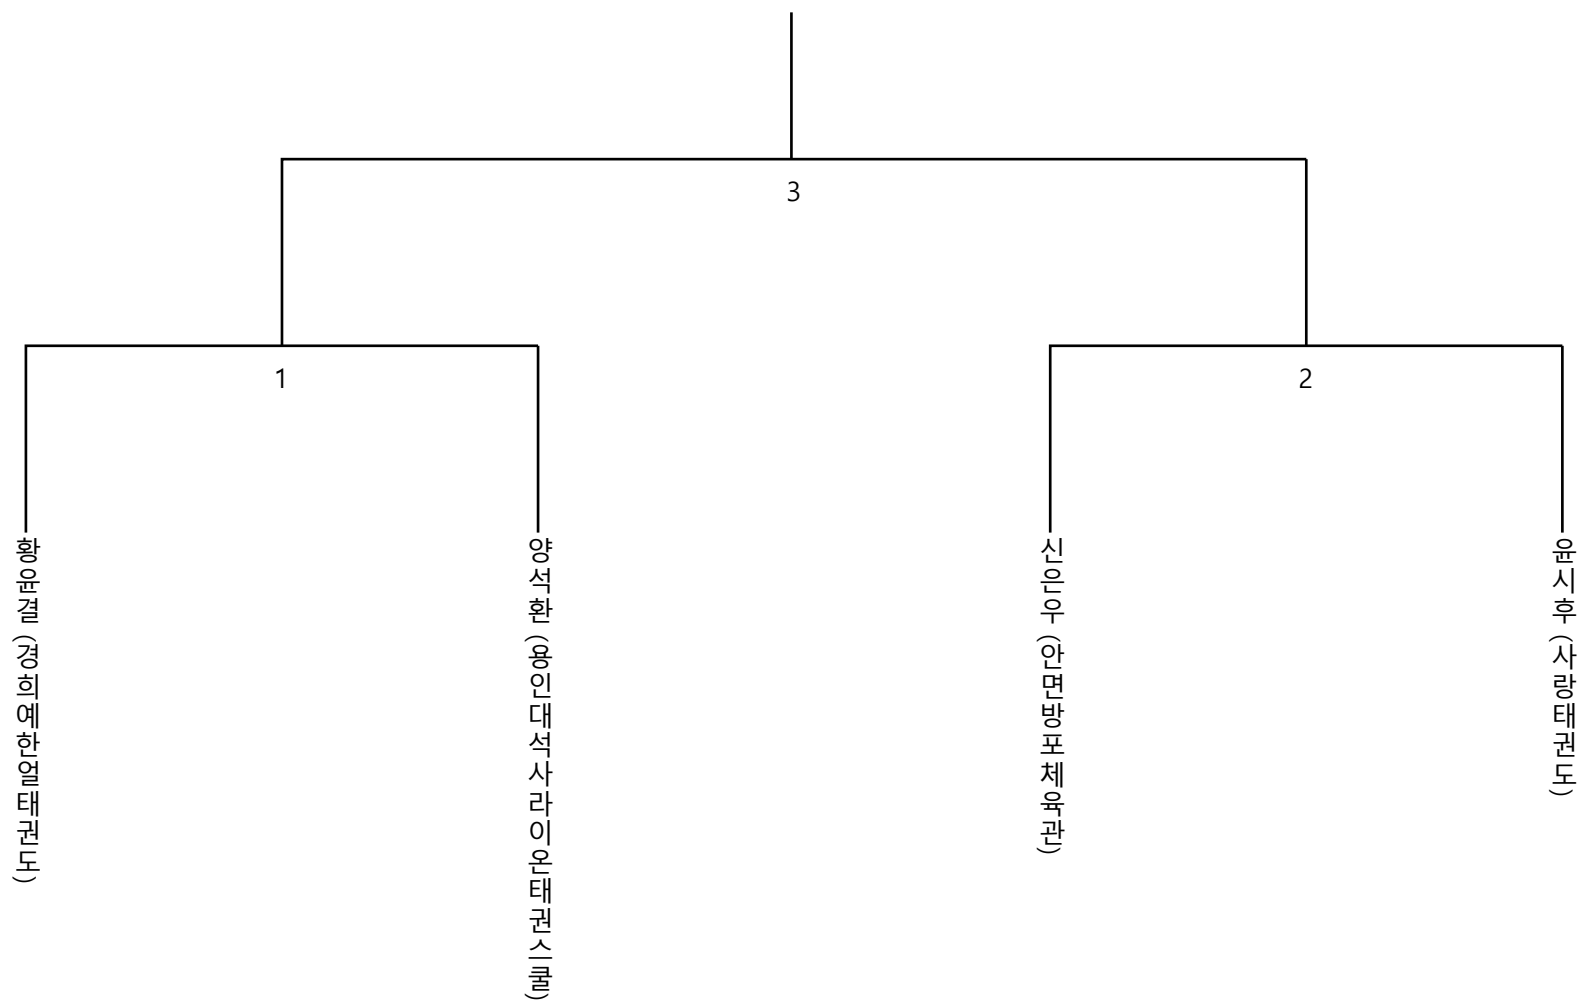 3
1
2
황윤결 (경희예한얼태권도)
양석환 (용인대석사라이온태권스쿨)
신은우 (안면방포체육관)
윤시후 (사랑태권도)